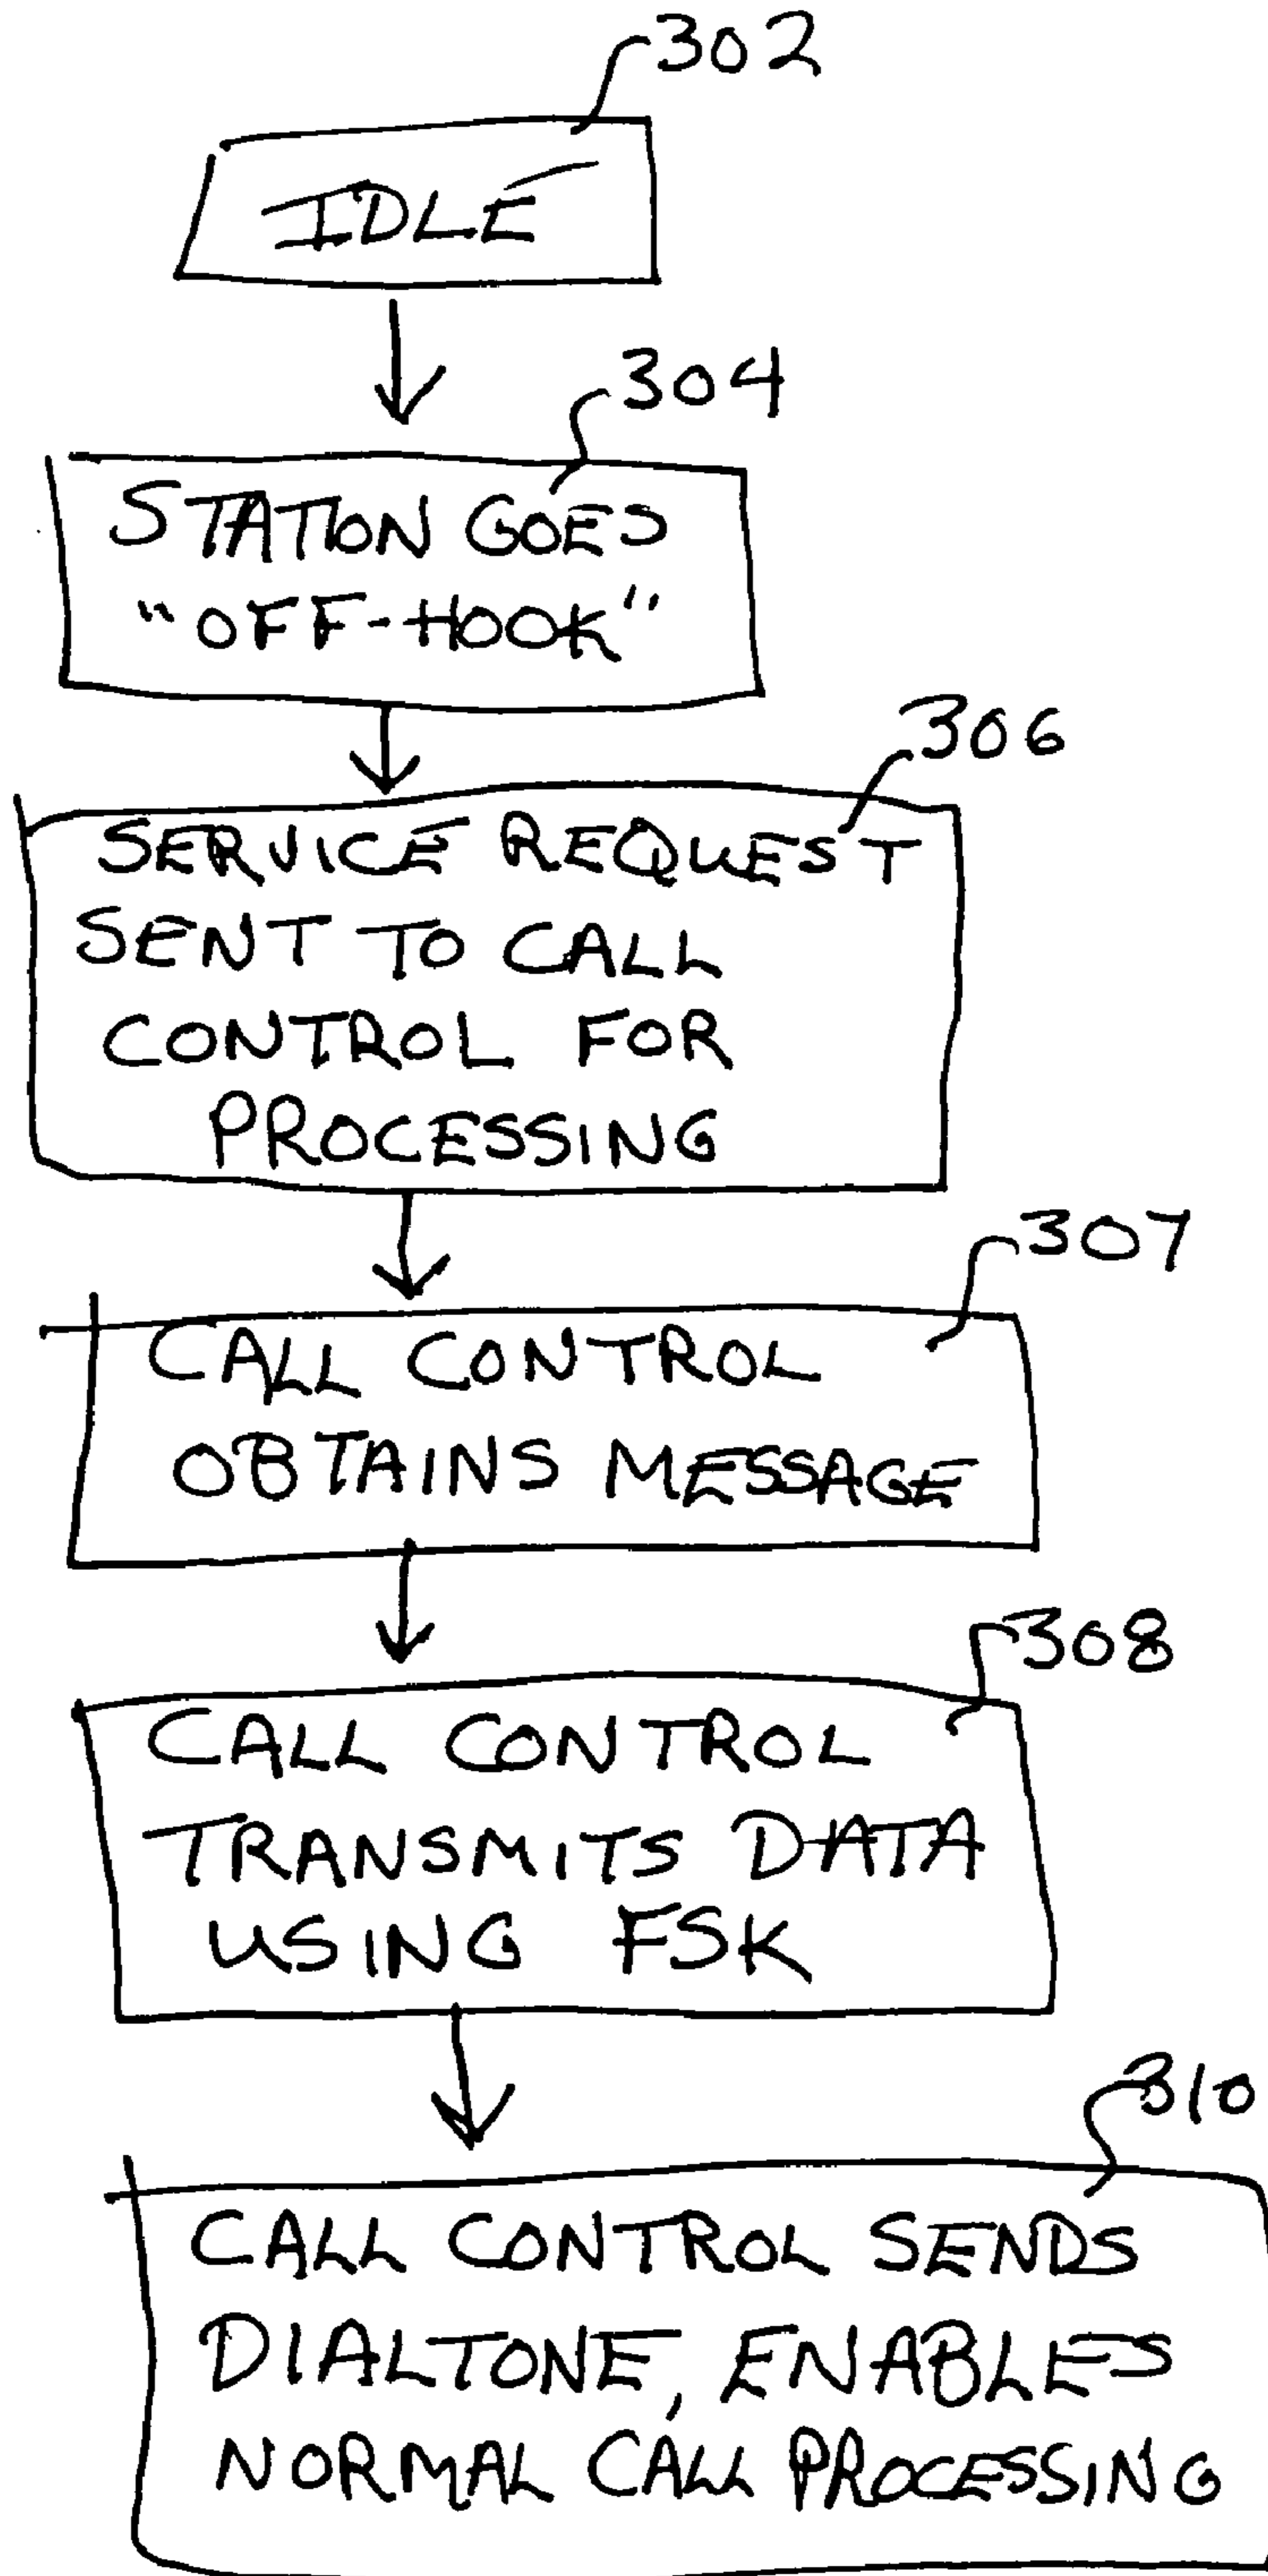 302
IDLE
304
STATION GOES
"OFF-HOOK"
306
SERVICE REQUEST
SENT TO CALL
CONTROL FOR
PROCESSING
307
CALL CONTROL
OBTAINS MESSAGE
308
CALL CONTROL
TRANSMITS DATA
USING FSK
310
CALL CONTROL SENDS
DIALTONE, ENABLES
NORMAL CALL PROCESSING